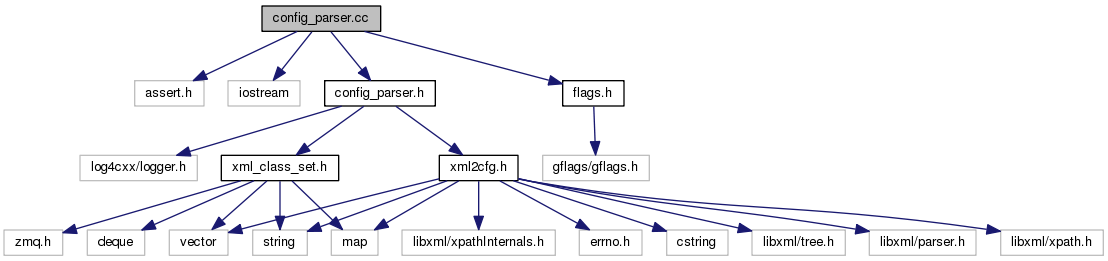 config_parser.cc
assert.h
iostream
config_parser.h
flags.h
log4cxx/logger.h
xml_class_set.h
xml2cfg.h
gflags/gflags.h
zmq.h
deque
vector
string
map
libxml/xpathInternals.h
errno.h
cstring
libxml/tree.h
libxml/parser.h
libxml/xpath.h